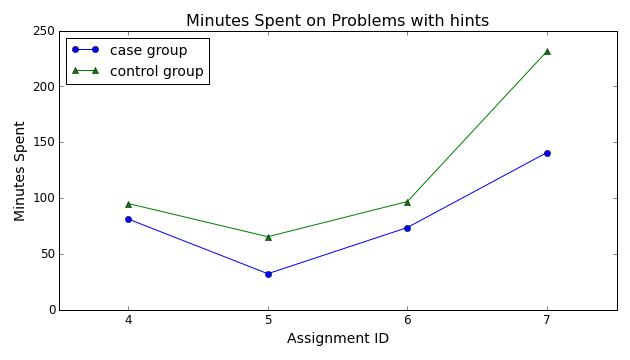 Minutes Spent on Problems with hints
case group
control group
250
200
150
100
50
0
Minutes Spent
4 5 6 7
Assignment ID